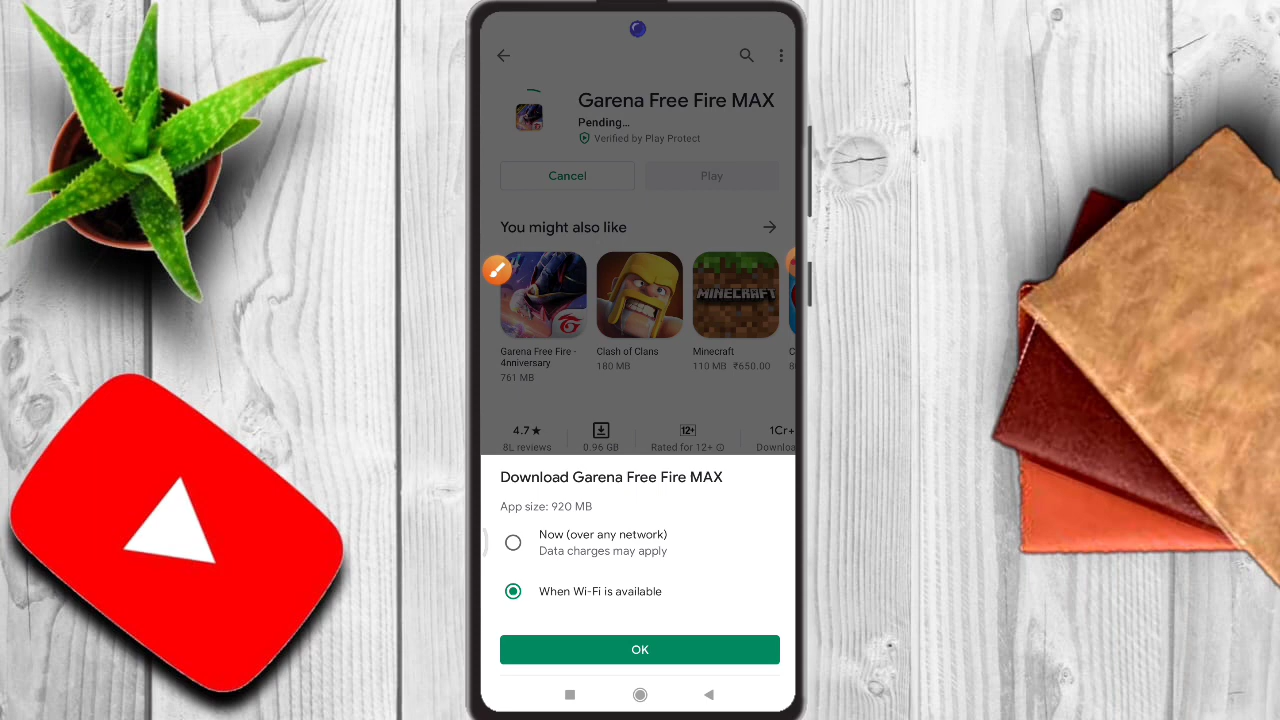 Garena Free Fire MAX
Pending...
Verified by Play Protect
Cancel
Play
You might also like
MINECRAFT
Garena Free Fire -
4nniversary
761 MB
Clash of Clans
180 MB
Minecraft
110 MB ₹650.00
C
4.7★
8L reviews
0.96 GB
12+
Rated for 12+
1Cr+
Downloa
Download Garena Free Fire MAX
App size: 920 MB
Now (over any network)
Data charges may apply
When Wi-Fi is available
OK